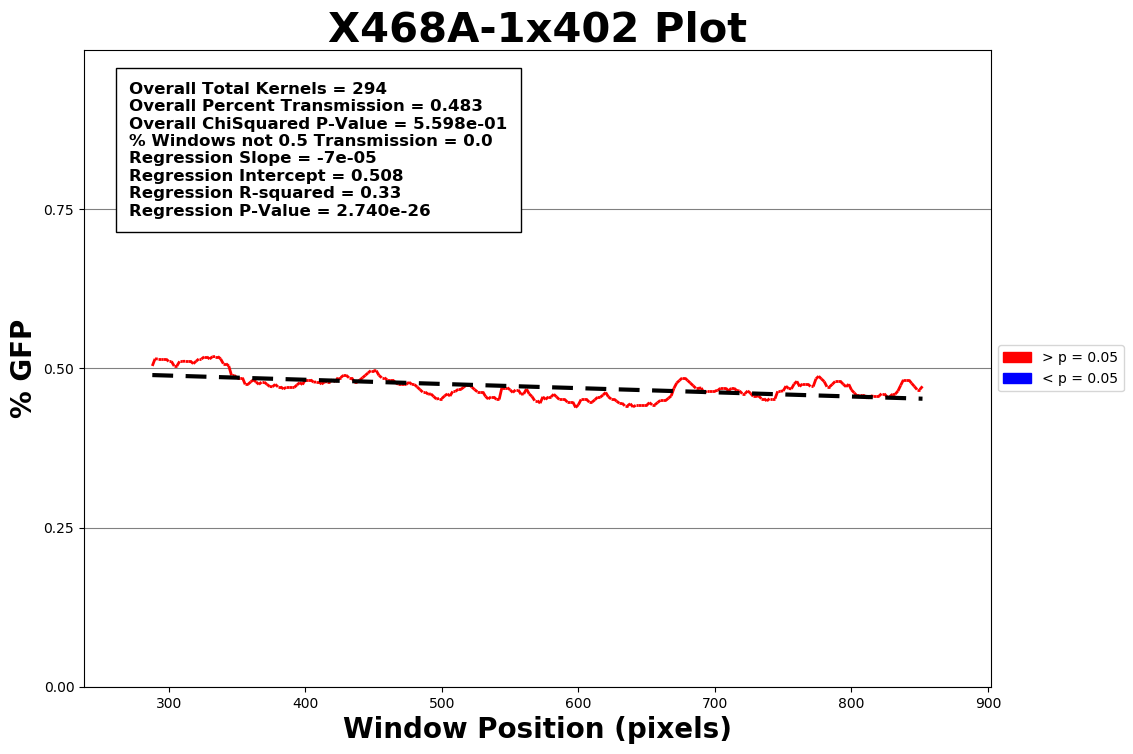 X468A-1x402 Plot
Overall Total Kernels = 294
Overall Percent Transmission = 0.483
Overall ChiSquared P-Value = 5.598e-01
% Windows not 0.5 Transmission = 0.0
Regression Slope = -7e-05
Regression Intercept = 0.508
Regression R-squared = 0.33
Regression P-Value = 2.740e-26
% GFP
0.75
0.50
0.25
0.00
> p = 0.05
< p = 0.05
300 400 500 600 700 800 900
Window Position (pixels)